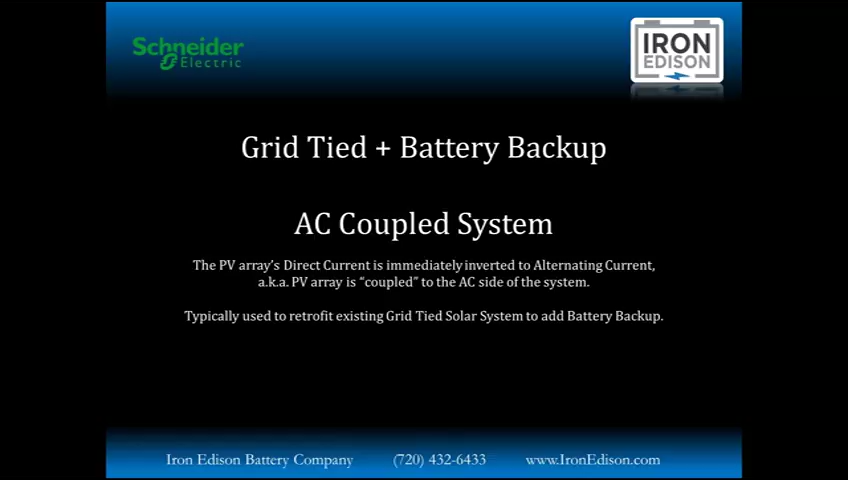 Schneider
Electric
IRON
EDISON
Grid Tied + Battery Backup
AC Coupled System
The PV array's Direct Current is immediately inverted to Alternating Current,
a.k.a. PV array is “coupled” to the AC side of the system.
Typically used to retrofit existing Grid Tied Solar System to add Battery Backup.
Iron Edison Battery Company (720) 432-6433 www.IronEdison.com